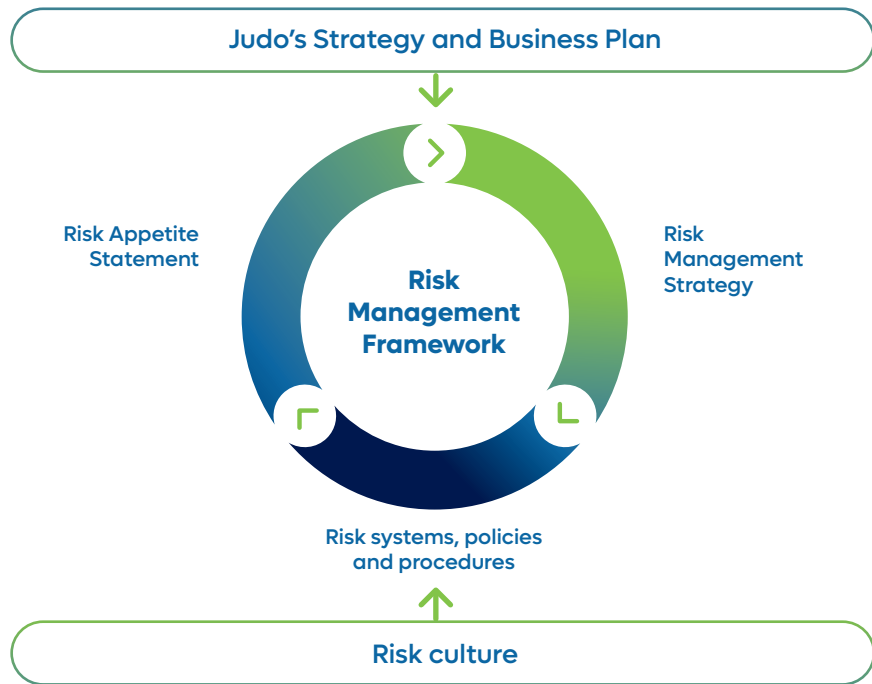 Judo’s Strategy and Business Plan
Risk Appetite
Statement
Risk
Management
Strategy
Risk
Management
Framework
Risk systems, policies
and procedures
Risk culture